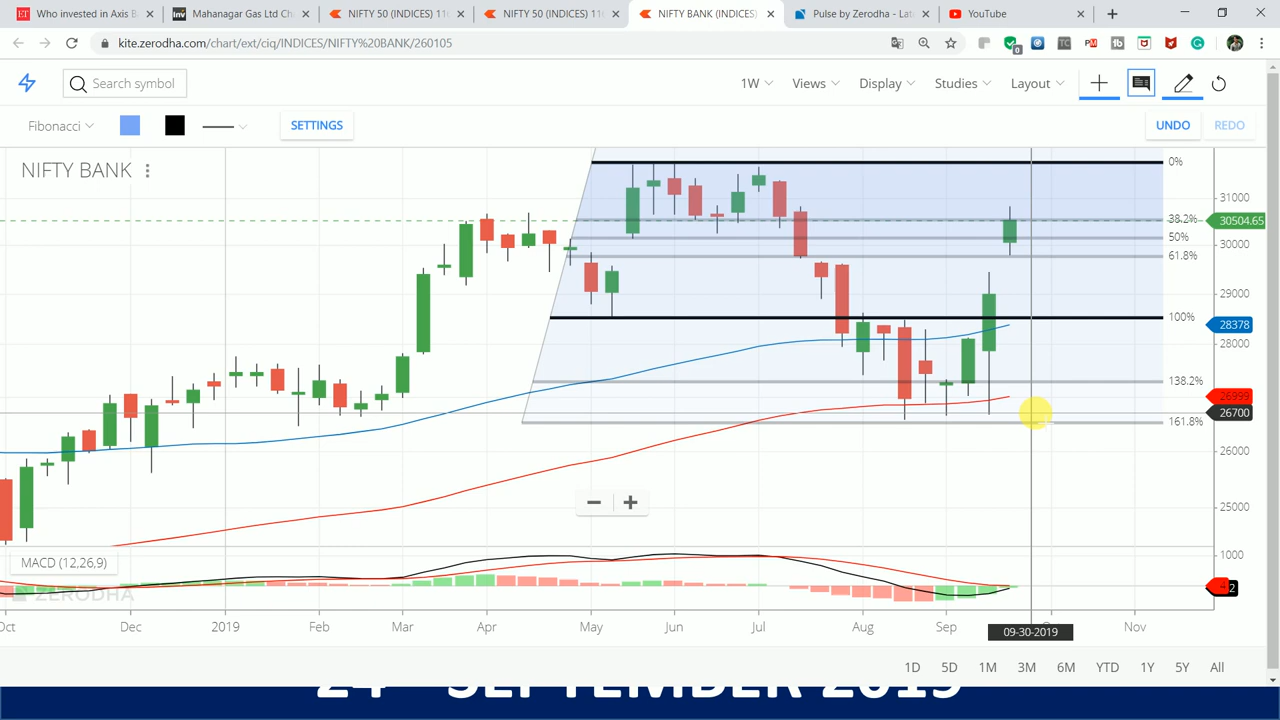 Who invested in Axis B
Mahanagar Gas Ltd Ch
NIFTY 50 (INDICES) 11
NIFTY 50 (INDICES) 11
NIFTY BANK (INDICES)
Pulse by Zerodha - Lat
YouTube
kite.zerodha.com/chart/ext/ciq/INDICES/NIFTY%20BANK/260105
Search symbol
1W
Views
Display
Studies
Layout
Fibonacci
SETTINGS
UNDO
REDO
NIFTY BANK
0%
38.2%
50%
61.8%
100%
138.2%
161.8%
31000
30504.65
30000
29000
28378
28000
26999
26700
26000
25000
MACD (12,26,9)
1000
ZERODHA
Oct
Dec
2019
Feb
Mar
Apr
May
Jun
Jul
Aug
Sep
Nov
09-30-2019
1D
5D
1M
3M
6M
YTD
1Y
5Y
All
SEPTEMBER 2019